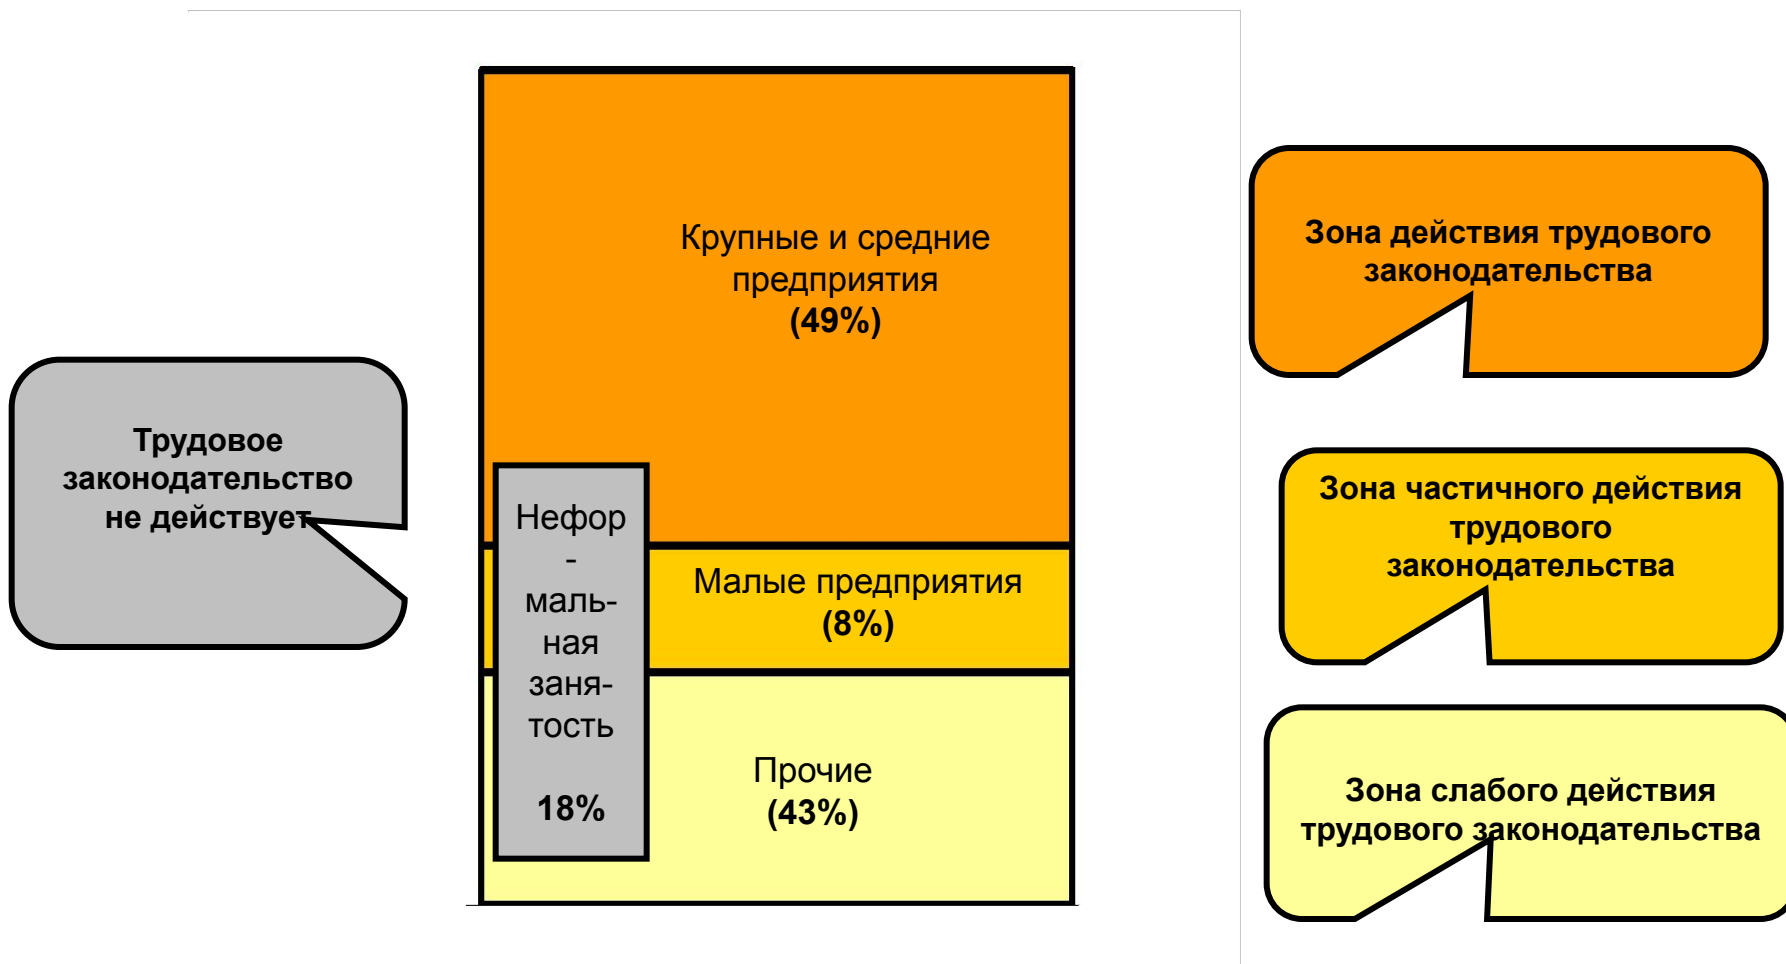 Крупные и средние
предприятия
(49%)
Зона действия трудового
законодательства
Трудовое
законодательство
не действует
Нефор
-
маль-
ная
заня-
тость
18%
Малые предприятия
(8%)
Зона частичного действия
трудового
законодательства
Прочие
(43%)
Зона слабого действия
трудового законодательства